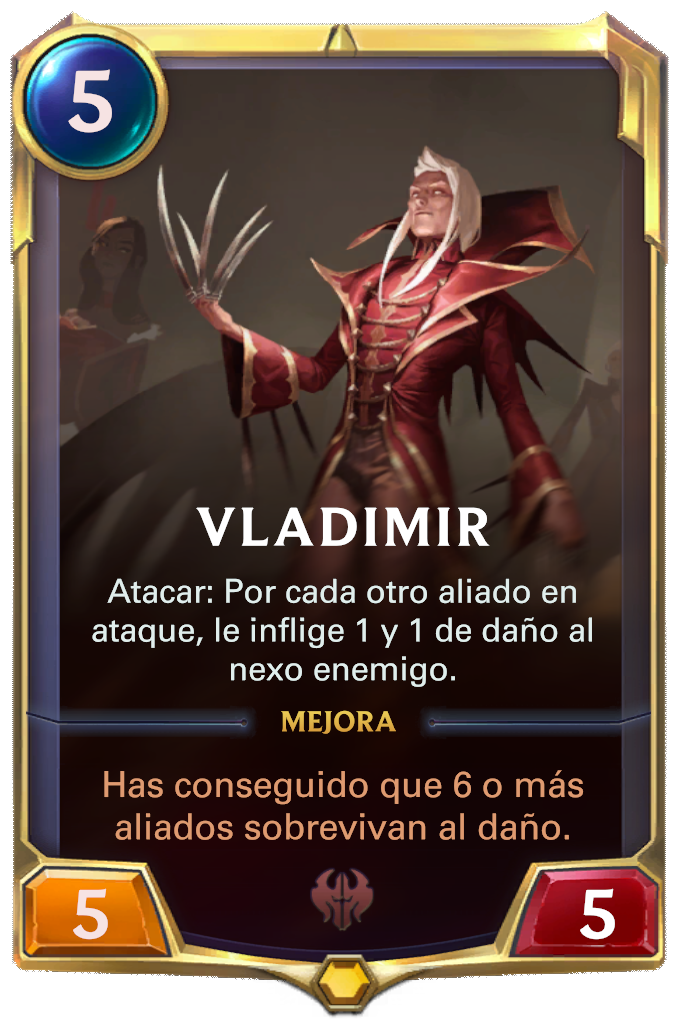 5
VLADIMIR
Atacar: Por cada otro aliado en
ataque, le inflige 1 y 1 de daño al
nexo enemigo.
MEJORA
Has conseguido que 6 o más
aliados sobrevivan al daño.
5
5